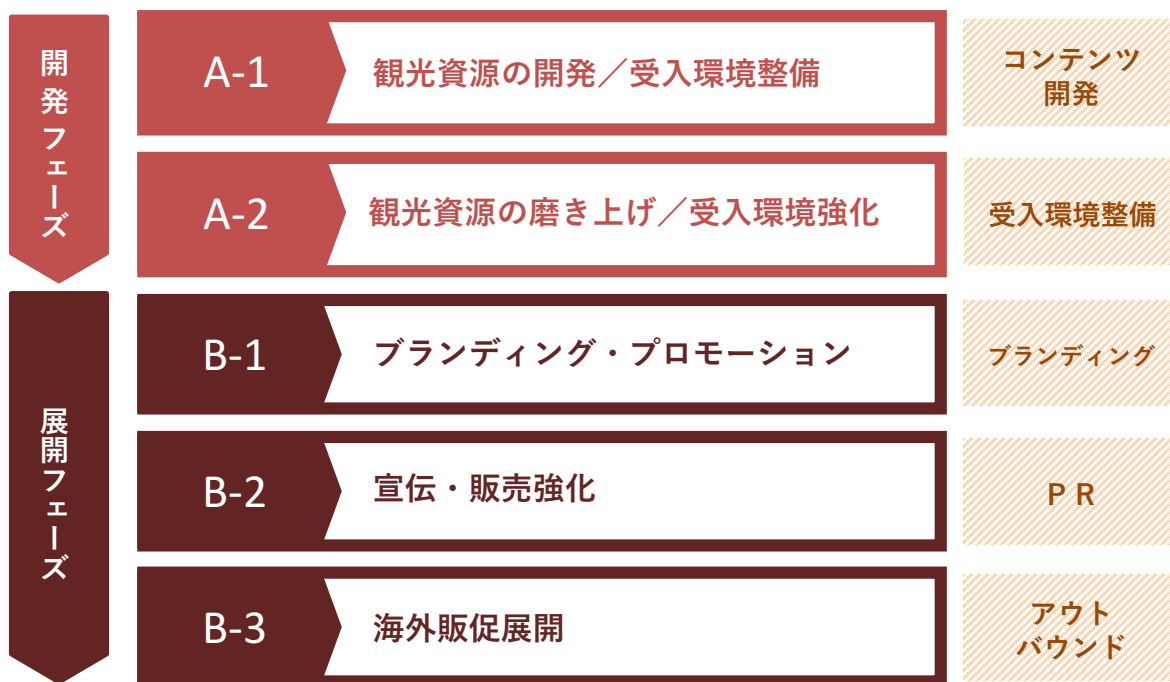 開発フェーズ
A-1
観光資源の開発／受入環境整備
コンテンツ
開発
A-2
観光資源の磨き上げ／受入環境強化
受入環境整備
展開フェーズ
B-1
ブランディング・プロモーション
ブランディング
B-2
宣伝・販売強化
ＰＲ
B-3
海外販促展開
アウト
バウンド